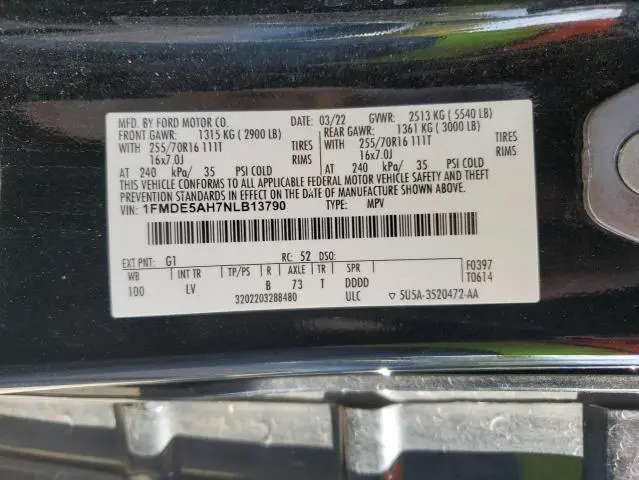 MFD. BY FORD MOTOR CO. DATE: 03/22 GVWR: 2513 KG ( 5540 LB)
FRONT GAWR: 1315 KG ( 2900 LB) REAR GAWR: 1361 KG ( 3000 LB)
WITH 255/70R16 111T TIRES WITH 255/70R16 111T TIRES
16x7.0J RIMS 16x7.0J RIMS
AT 240 kPa/ 35 PSI COLD AT 240 kPa/ 35 PSI COLD
THIS VEHICLE CONFORMS TO ALL APPLICABLE FEDERAL MOTOR VEHICLE SAFETY AND THEFT
PREVENTION STANDARDS IN EFFECT ON THE DATE OF MANUFACTURE SHOWN ABOVE.
VIN: 1FMDE5AH7NLB13790 TYPE: MPV
EXT PNT: G1 RC: 52 DSO: F0397
WB INT TR TP/PS R AXLE TR SPR T0614
100 LV B 73 T DDDD
3202203288480 ULC ▽ 5U5A-3520472-AA